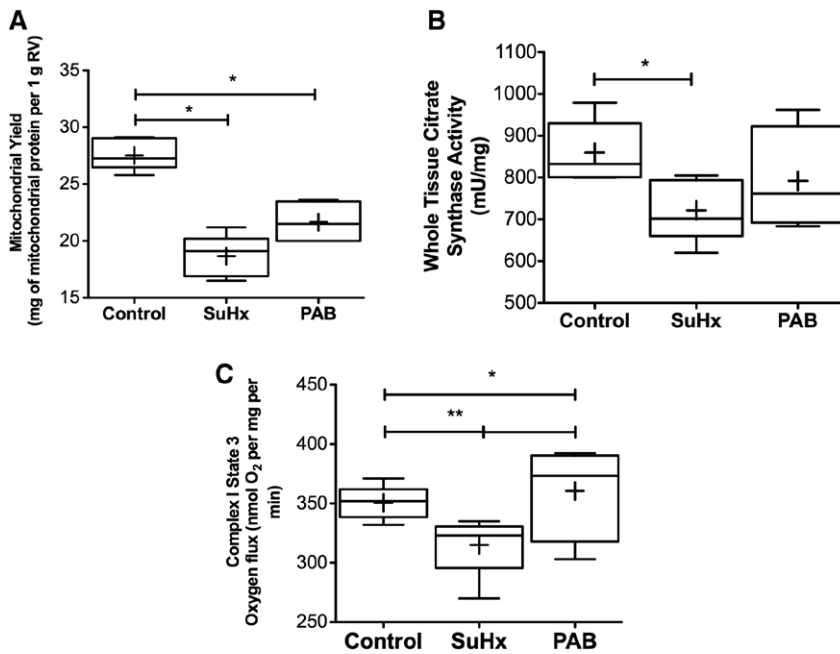 A
Mitochondrial Yield
(mg of mitochondrial protein per 1 g RV)
35
30
25
20
15
*
*
Control SuHx PAB
B
Whole Tissue Citrate
Synthase Activity
(mU/mg)
1100
1000
900
800
700
600
500
*
Control SuHx PAB
C
Complex I State 3
Oxygen flux (nmol O₂ per mg per
min)
450
400
350
300
250
*
**
Control SuHx PAB